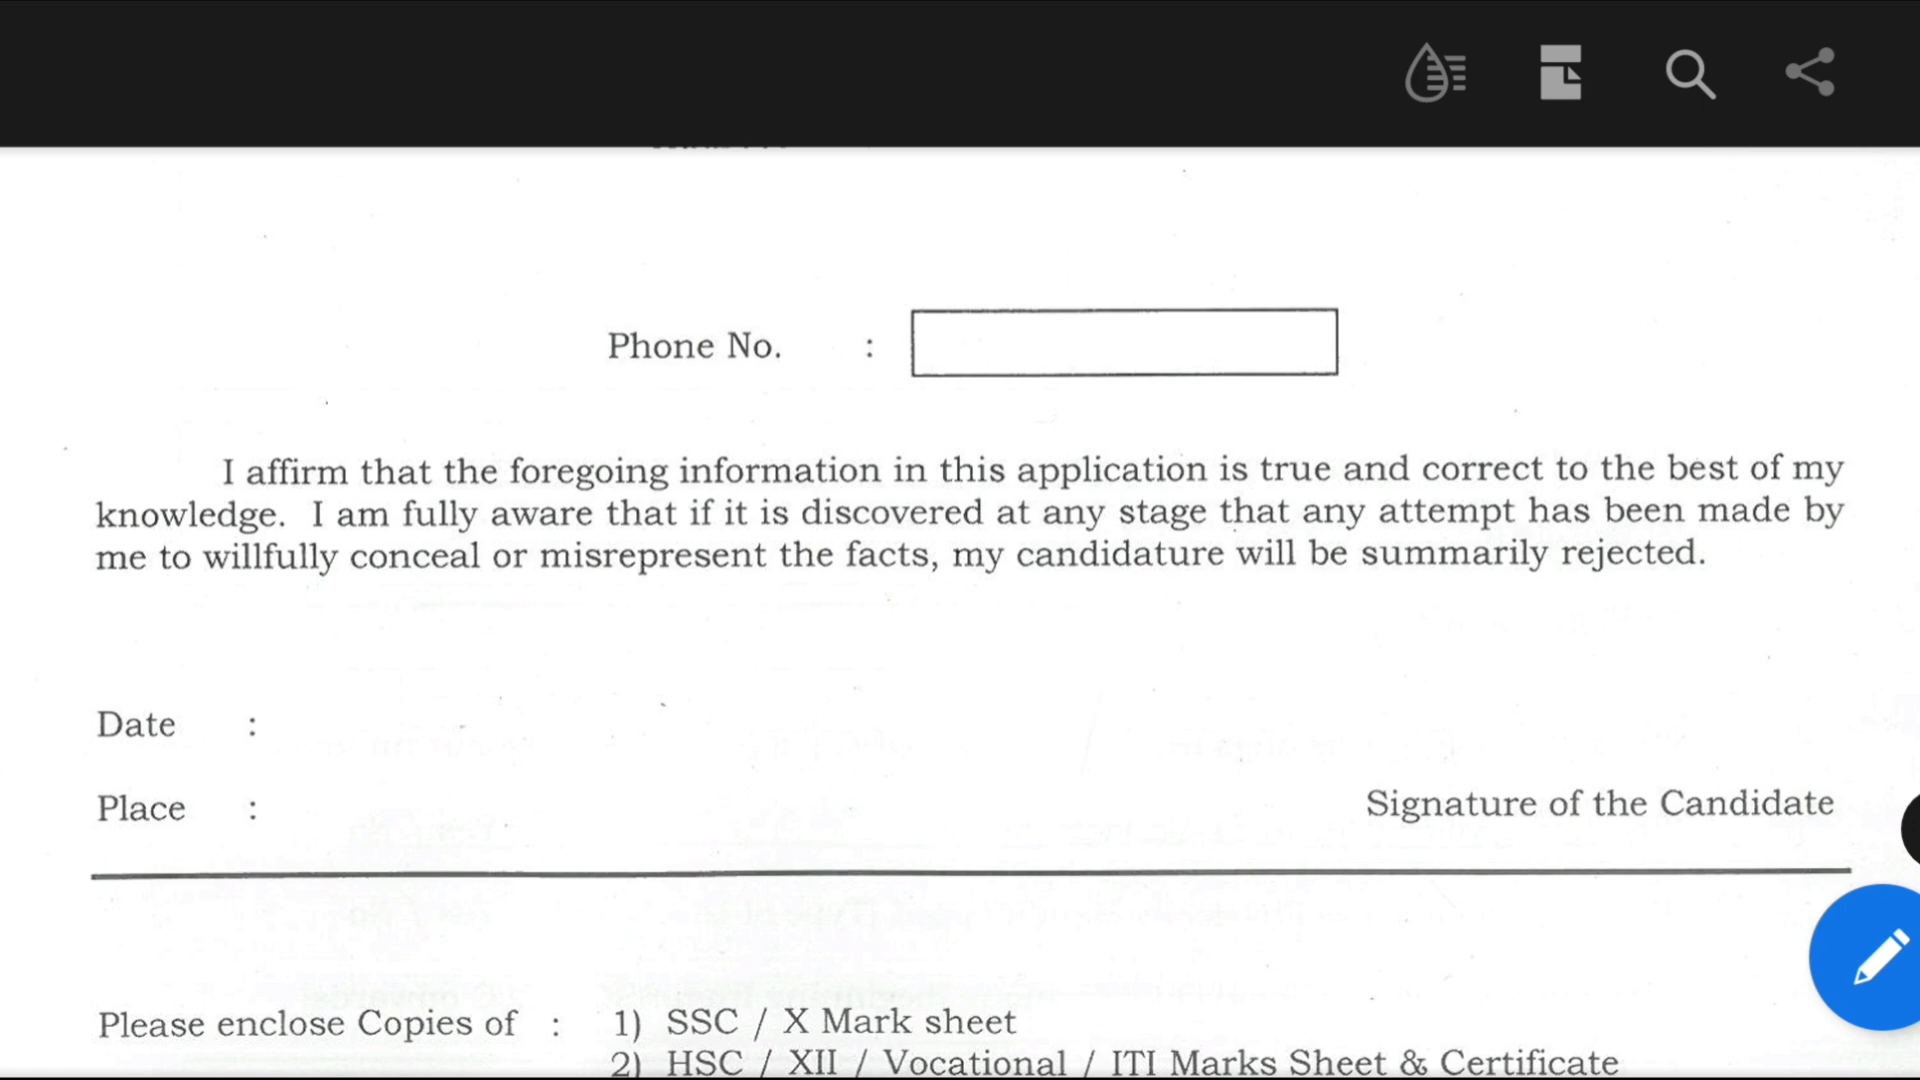 Phone No. :
I affirm that the foregoing information in this application is true and correct to the best of my
knowledge. I am fully aware that if it is discovered at any stage that any attempt has been made by
me to willfully conceal or misrepresent the facts, my candidature will be summarily rejected.
Date :
Place : Signature of the Candidate
Please enclose Copies of : 1) SSC / X Mark sheet
2) HSC / XII / Vocational / ITI Marks Sheet & Certificate